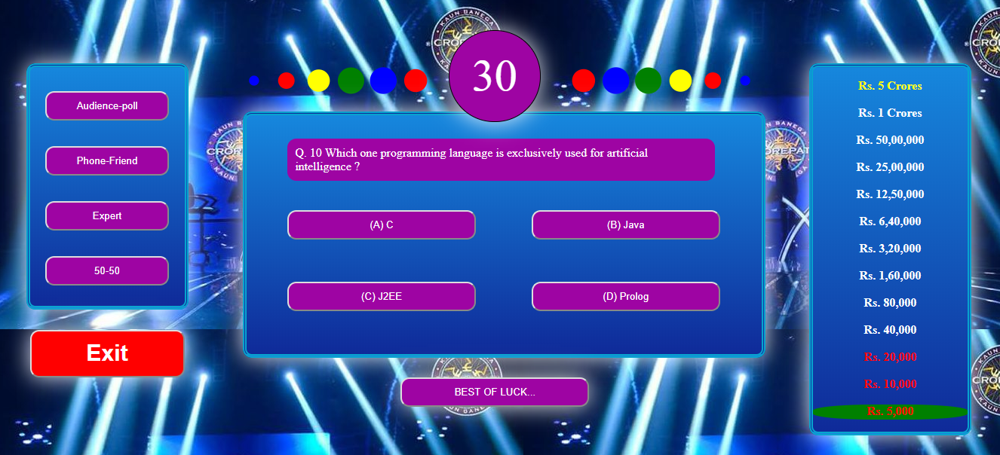 Audience-poll
Phone-Friend
Expert
50-50
Exit
30
Q. 10 Which one programming language is exclusively used for artificial
intelligence ?
(A) C
(B) Java
(C) J2EE
(D) Prolog
BEST OF LUCK...
Rs. 5 Crores
Rs. 1 Crores
Rs. 50,00,000
Rs. 25,00,000
Rs. 12,50,000
Rs. 6,40,000
Rs. 3,20,000
Rs. 1,60,000
Rs. 80,000
Rs. 40,000
Rs. 20,000
Rs. 10,000
Rs. 5,000
KAUN BANEGA